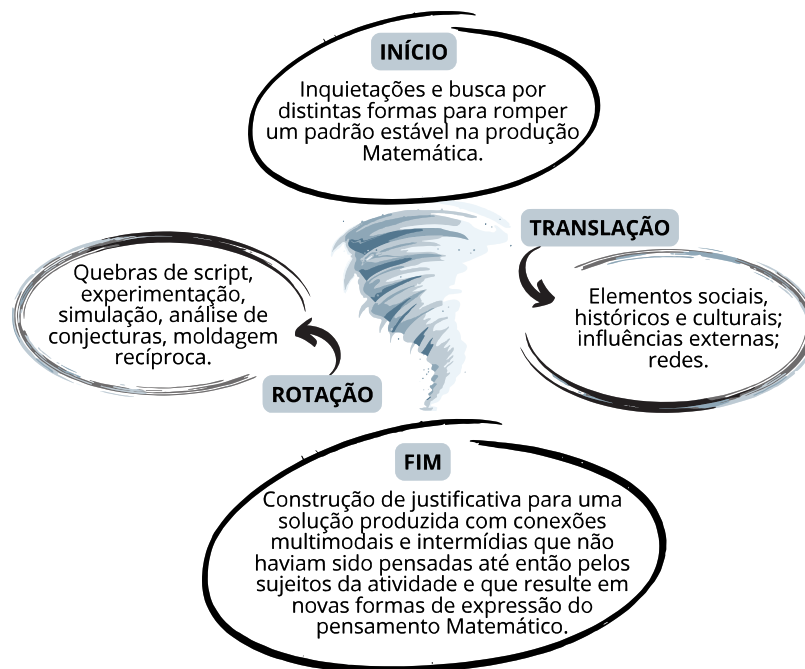 INÍCIO
Inquietações e busca por
distintas formas para romper
um padrão estável na produção
Matemática.
TRANSLAÇÃO
Elementos sociais,
históricos e culturais;
influências externas;
redes.
Quebras de script,
experimentação,
simulação, análise de
conjecturas, moldagem
recíproca.
ROTAÇÃO
FIM
Construção de justificativa para uma
solução produzida com conexões
multimodais e intermídias que não
haviam sido pensadas até então pelos
sujeitos da atividade e que resulte em
novas formas de expressão do
pensamento Matemático.